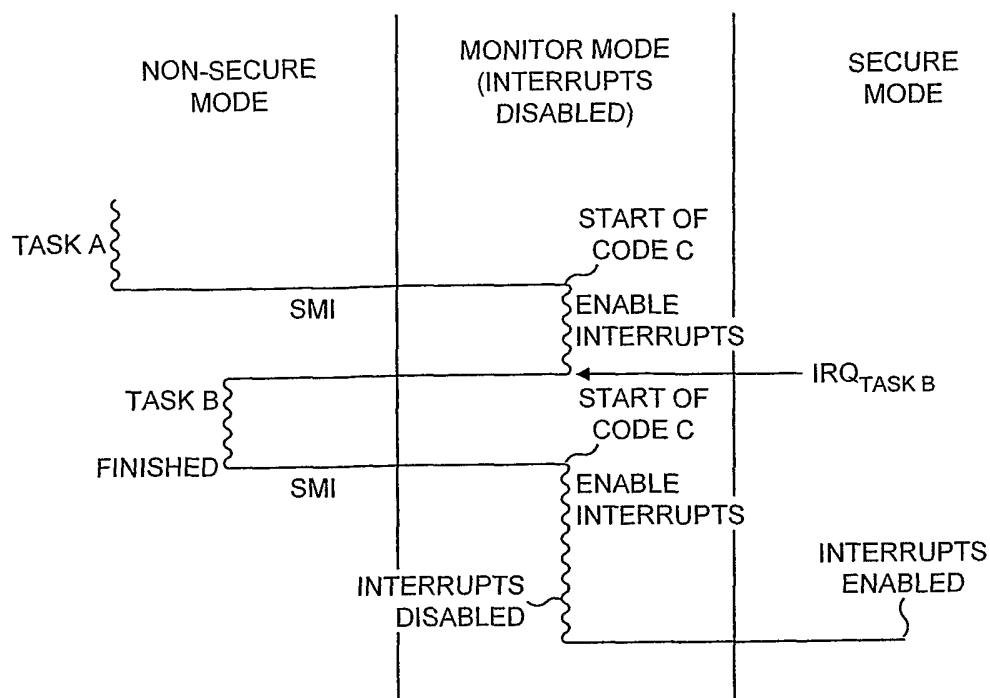 NON-SECURE
MODE
MONITOR MODE
(INTERRUPTS
DISABLED)
SECURE
MODE
TASK A
SMI
START OF
CODE C
ENABLE
INTERRUPTS
IRQTASK B
TASK B
FINISHED
SMI
START OF
CODE C
ENABLE
INTERRUPTS
INTERRUPTS
DISABLED
INTERRUPTS
ENABLED